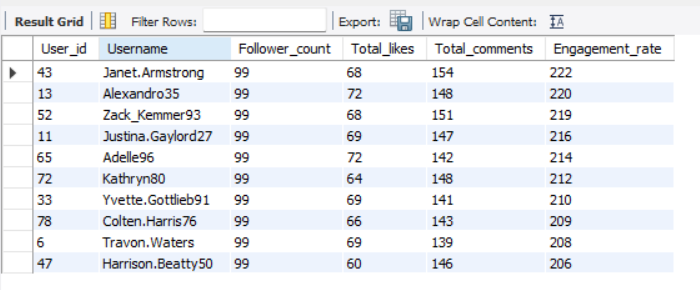 Result Grid Filter Rows: Export: Wrap Cell Content: IA
User_id Username Follower_count Total_likes Total_comments Engagement_rate
43 Janet.Armstrong 99 68 154 222
13 Alexandro35 99 72 148 220
52 Zack_Kemmer93 99 68 151 219
11 Justina.Gaylord27 99 69 147 216
65 Adelle96 99 72 142 214
72 Kathryn80 99 64 148 212
33 Yvette.Gottlieb91 99 69 141 210
78 Colten.Harris76 99 66 143 209
6 Travon.Waters 99 69 139 208
47 Harrison.Beatty50 99 60 146 206